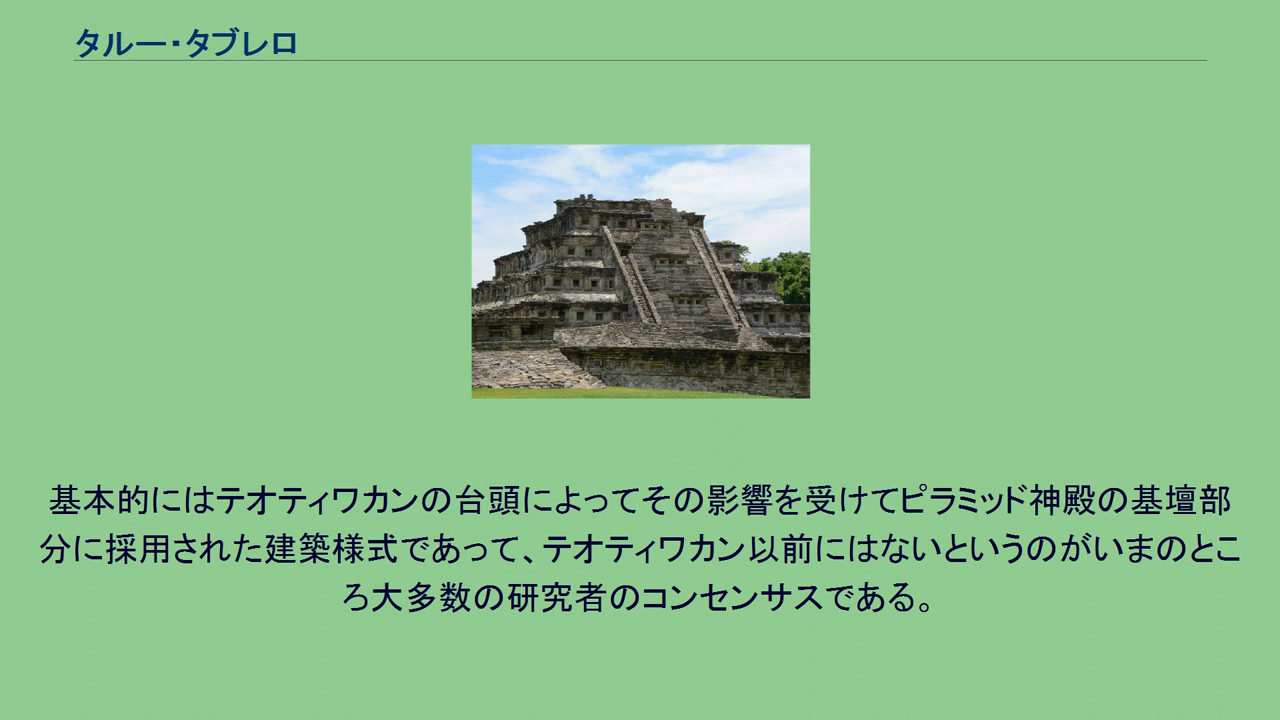 タルー・タブレロ
基本的にはテオティワカンの台頭によってその影響を受けてピラミッド神殿の基壇部
分に採用された建築様式であって、テオティワカン以前にはないというのがいまのとこ
ろ大多数の研究者のコンセンサスである。